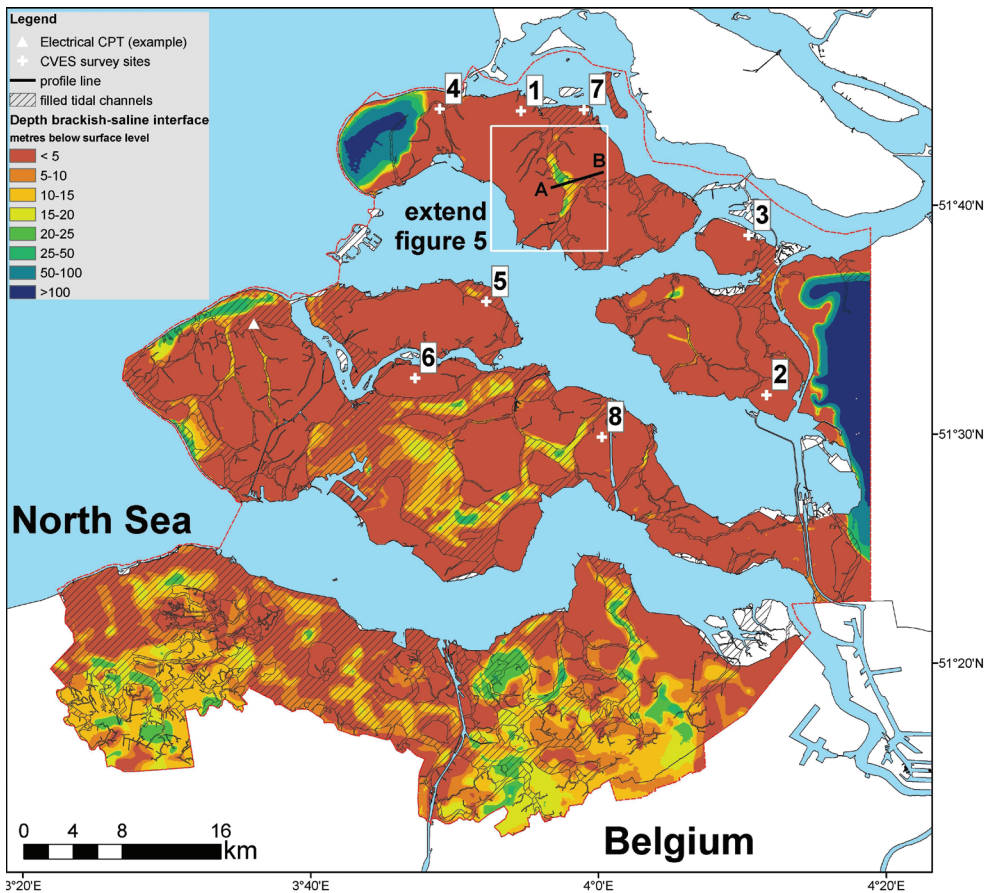 Legend
Electrical CPT (example)
CVES survey sites
profile line
filled tidal channels
Depth brackish-saline interface
metres below surface level
< 5
5-10
10-15
15-20
20-25
25-50
50-100
>100
4
1
7
B
A
3
51°40'
extend
figure 5
5
6
2
8
51°30'
North Sea
51°20'
Belgium
0 4 8 16
km
3°20' 3°40' 4°0' 4°20'